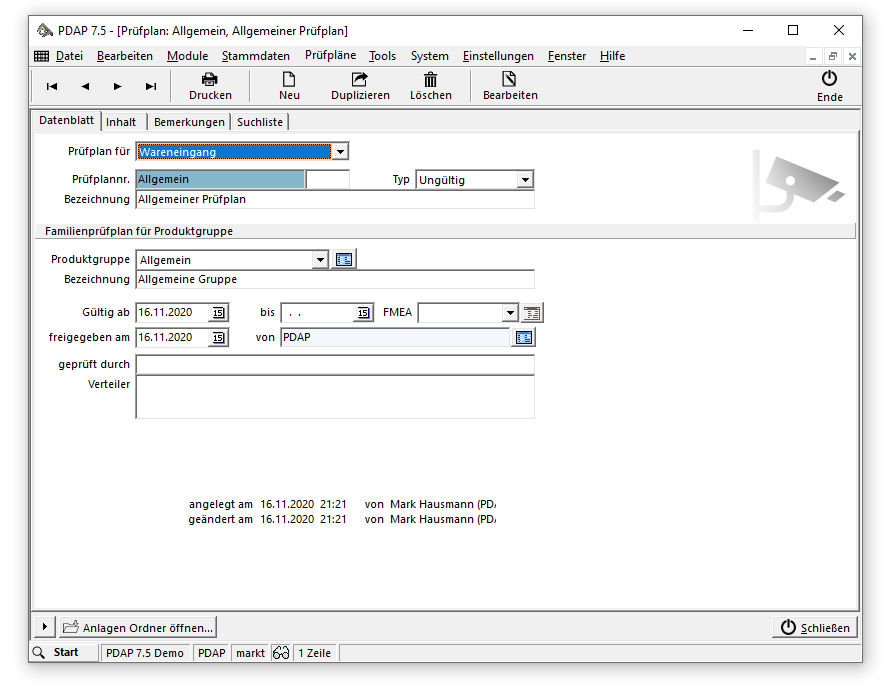 PDAP 7.5 - [Prüfplan: Allgemein, Allgemeiner Prüfplan]
Datei Bearbeiten Module Stammdaten Prüfpläne Tools System Einstellungen Fenster Hilfe
Drucken Neu Duplizieren Löschen Bearbeiten Ende
Datenblatt Inhalt Bemerkungen Suchliste
Prüfplan für Wareneingang
Prüfplannr. Allgemein Typ Ungültig
Bezeichnung Allgemeiner Prüfplan
Familienprüfplan für Produktgruppe
Produktgruppe Allgemein
Bezeichnung Allgemeine Gruppe
Gültig ab 16.11.2020 15 bis . . 15 FMEA
freigegeben am 16.11.2020 15 von PDAP
geprüft durch
Verteiler
angelegt am 16.11.2020 21:21 von Mark Hausmann (PD
geändert am 16.11.2020 21:21 von Mark Hausmann (PD
Anlagen Ordner öffnen... Schließen
Start PDAP 7.5 Demo PDAP markt 1 Zeile